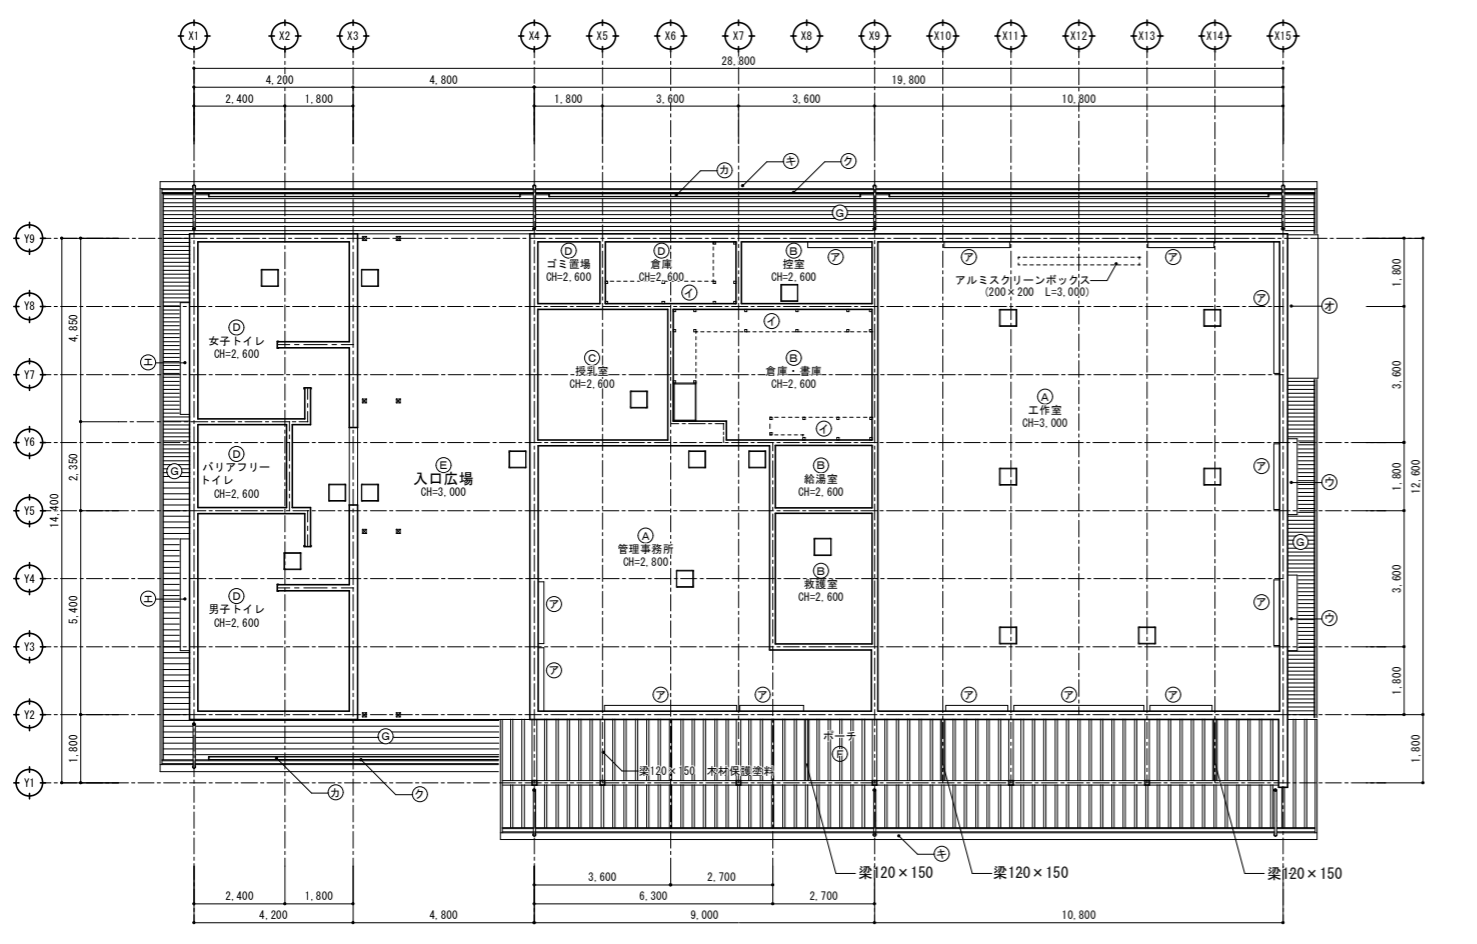 X1 X2 X3 X4 X5 X6 X7 X8 X9 X10 X11 X12 X13 X14 X15
28,800
4,200 4,800 19,800
2,400 1,800 1,800 3,600 3,600 10,800
カ キ ク
G
Y9
Y8
Y7
Y6
Y5
Y4
Y3
Y2
Y1
4,850
2,350
5,400
1,800
14,400
D
ゴミ置場
CH=2,600
D
倉庫
CH=2,600
イ
B
控室
CH=2,600
ア
ア
ア
アルミスクリーンボックス
(200×200 L=3,000)
ア
オ
1,800
3,600
1,800
3,600
1,800
12,600
1,800
D
女子トイレ
CH=2,600
エ
C
授乳室
CH=2,600
イ
B
倉庫・書庫
CH=2,600
イ
A
工作室
CH=3,000
G
D
バリアフリー
トイレ
CH=2,600
E
入口広場
CH=3,000
B
給湯室
CH=2,600
ア
ウ
G
A
管理事務所
CH=2,800
B
救護室
CH=2,600
エ
D
男子トイレ
CH=2,600
ア
ア
ア
ウ
ア
ア
ア
ア
ア
G
ポーチ
F
梁120×150 木材保護塗料
カ
ク
キ
梁120×150
梁120×150
梁120×150
3,600 2,700
2,400 1,800 6,300 2,700
4,200 4,800 9,000 10,800